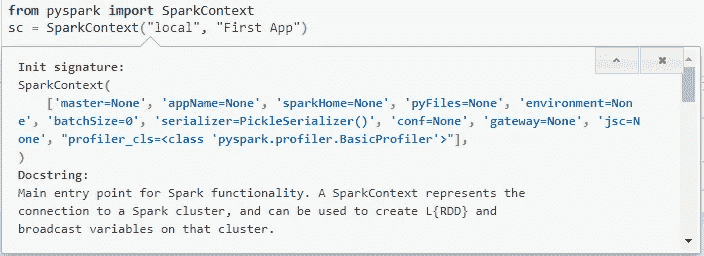 from pyspark import SparkContext
sc = SparkContext("local", "First App")
Init signature:
SparkContext(
['master=None', 'appName=None', 'sparkHome=None', 'pyFiles=None', 'environment=Non
e', 'batchSize=0', 'serializer=PickleSerializer()', 'conf=None', 'gateway=None', 'jsc=N
one', "profiler_cls=<class 'pyspark.profiler.BasicProfiler'>"],
)
Docstring:
Main entry point for Spark functionality. A SparkContext represents the
connection to a Spark cluster, and can be used to create L{RDD} and
broadcast variables on that cluster.